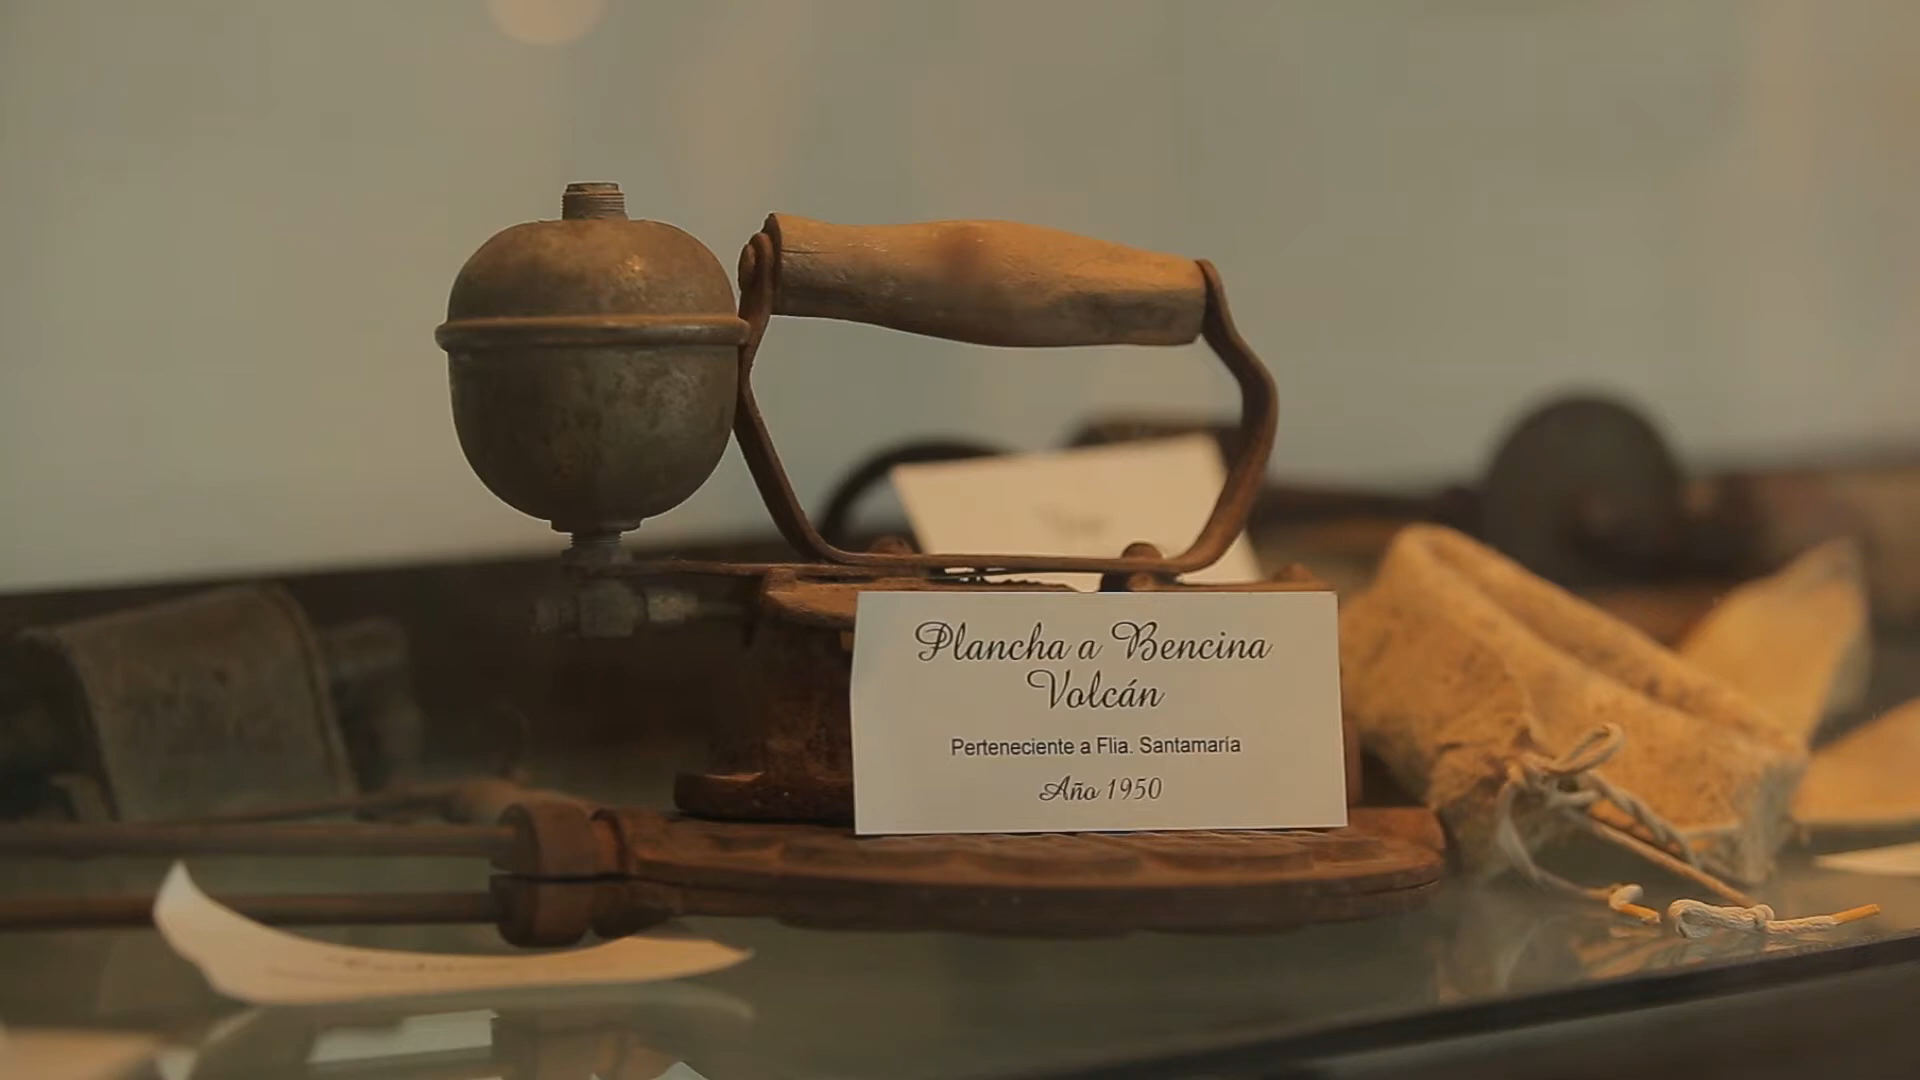 Plancha a Bencina
Volcán
Perteneciente a Flia. Santamaría
Año 1950